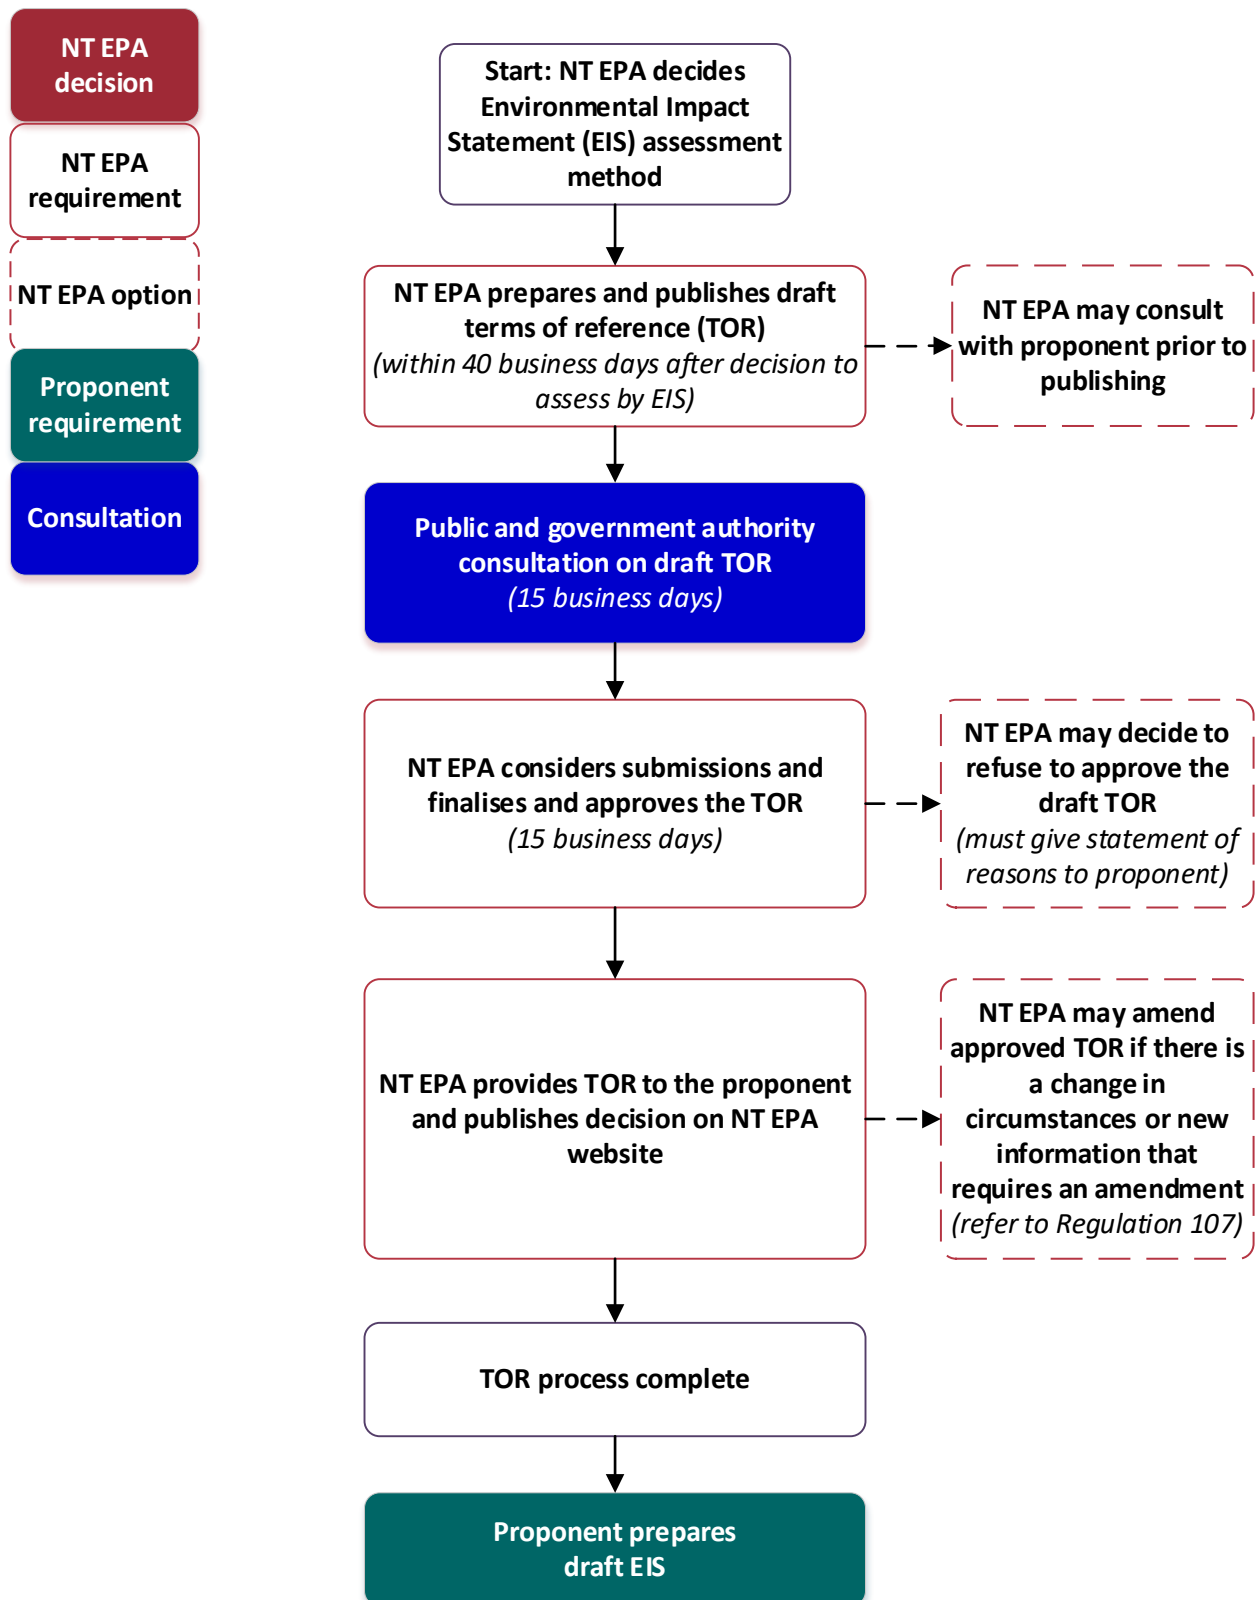 NT EPA
decision
NT EPA
requirement
NT EPA option
Proponent
requirement
Consultation
Start: NT EPA decides
Environmental Impact
Statement (EIS) assessment
method
NT EPA prepares and publishes draft
terms of reference (TOR)
(within 40 business days after decision to
assess by EIS)
NT EPA may consult
with proponent prior to
publishing
Public and government authority
consultation on draft TOR
(15 business days)
NT EPA considers submissions and
finalises and approves the TOR
(15 business days)
NT EPA may decide to
refuse to approve the
draft TOR
(must give statement of
reasons to proponent)
NT EPA provides TOR to the proponent
and publishes decision on NT EPA
website
NT EPA may amend
approved TOR if there is
a change in
circumstances or new
information that
requires an amendment
(refer to Regulation 107)
TOR process complete
Proponent prepares
draft EIS